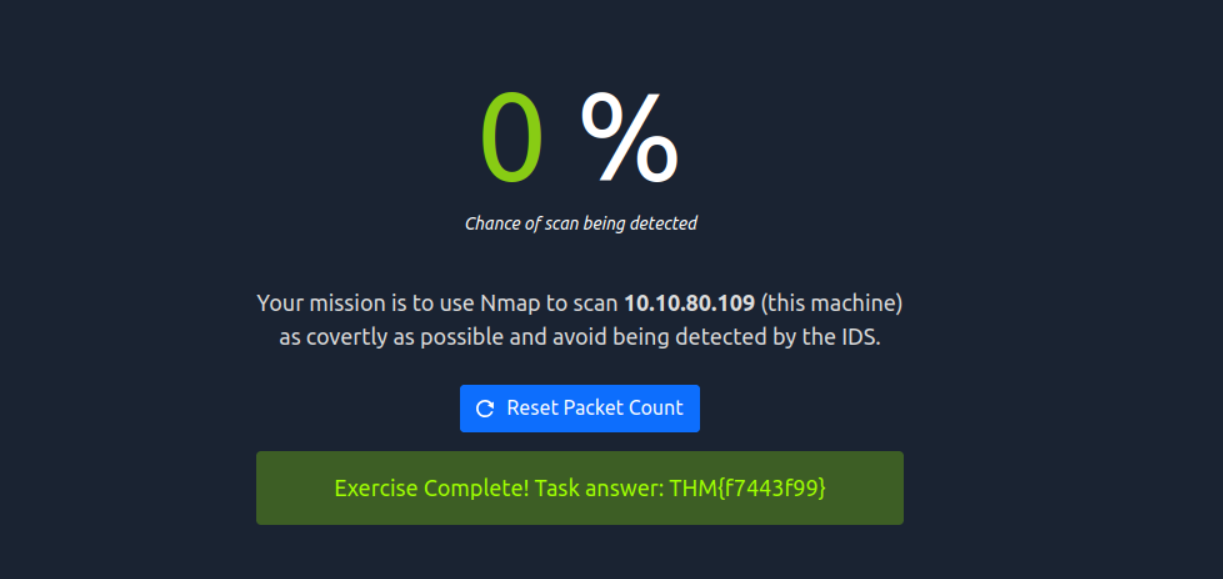 0 %
Chance of scan being detected
Your mission is to use Nmap to scan 10.10.80.109 (this machine)
as covertly as possible and avoid being detected by the IDS.
Reset Packet Count
Exercise Complete! Task answer: THM{f7443f99}